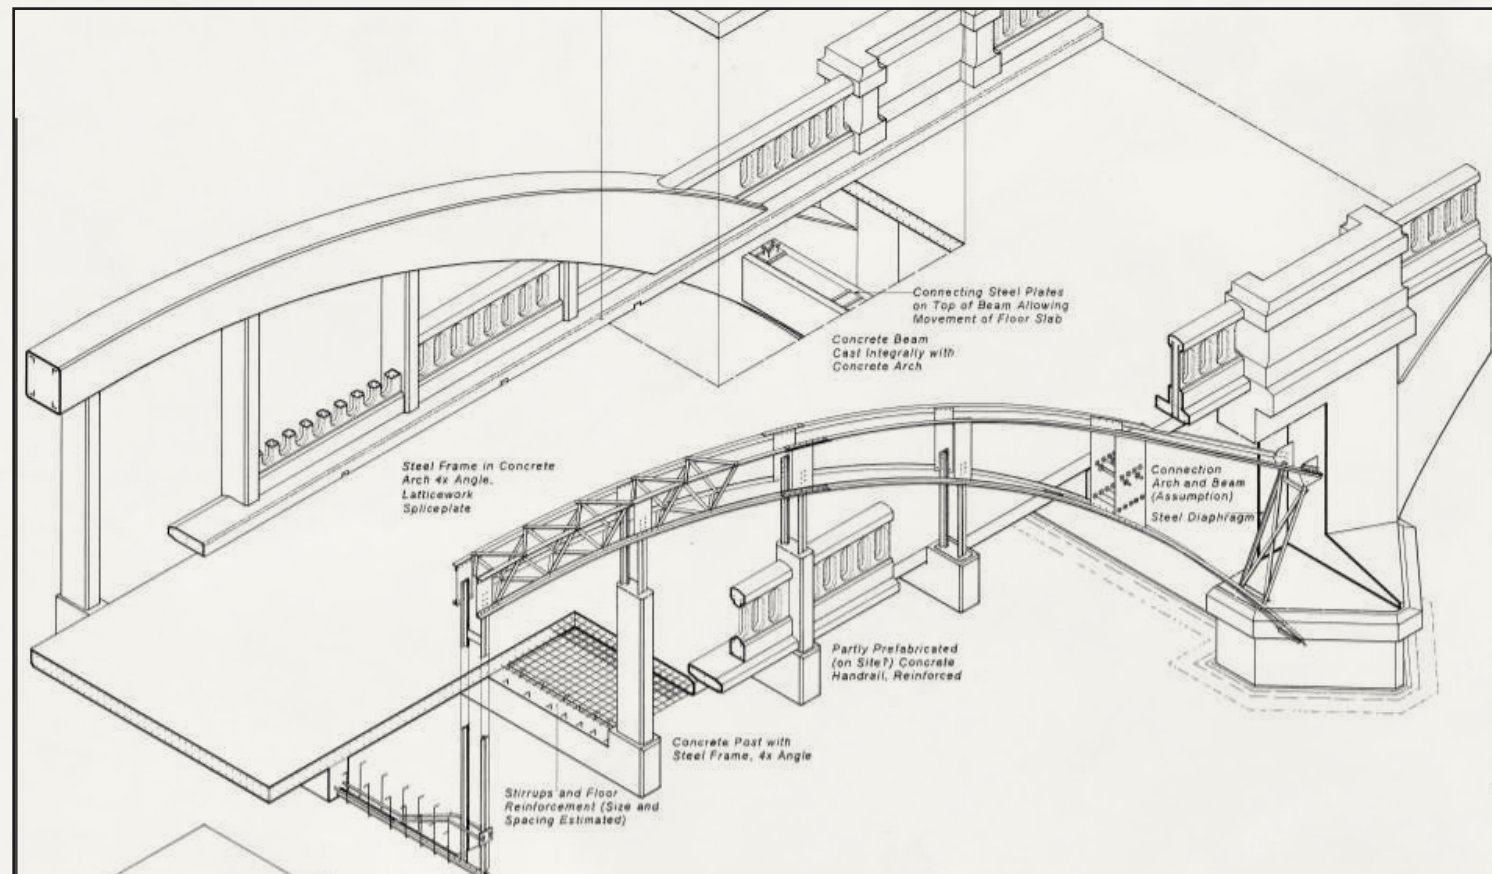 Connecting Steel Plates
on Top of Beam Allowing
Movement of Floor Slab
Concrete Beam
Cast Integrally with
Concrete Arch
Steel Frame in Concrete
Arch 4x Angle,
Latticework
Spliceplate
Connection
Arch and Beam
(Assumption)
Steel Diaphragm
Partly Prefabricated
(on Site?) Concrete
Handrail, Reinforced
Concrete Post with
Steel Frame, 4x Angle
Stirrups and Floor
Reinforcement (Size and
Spacing Estimated)